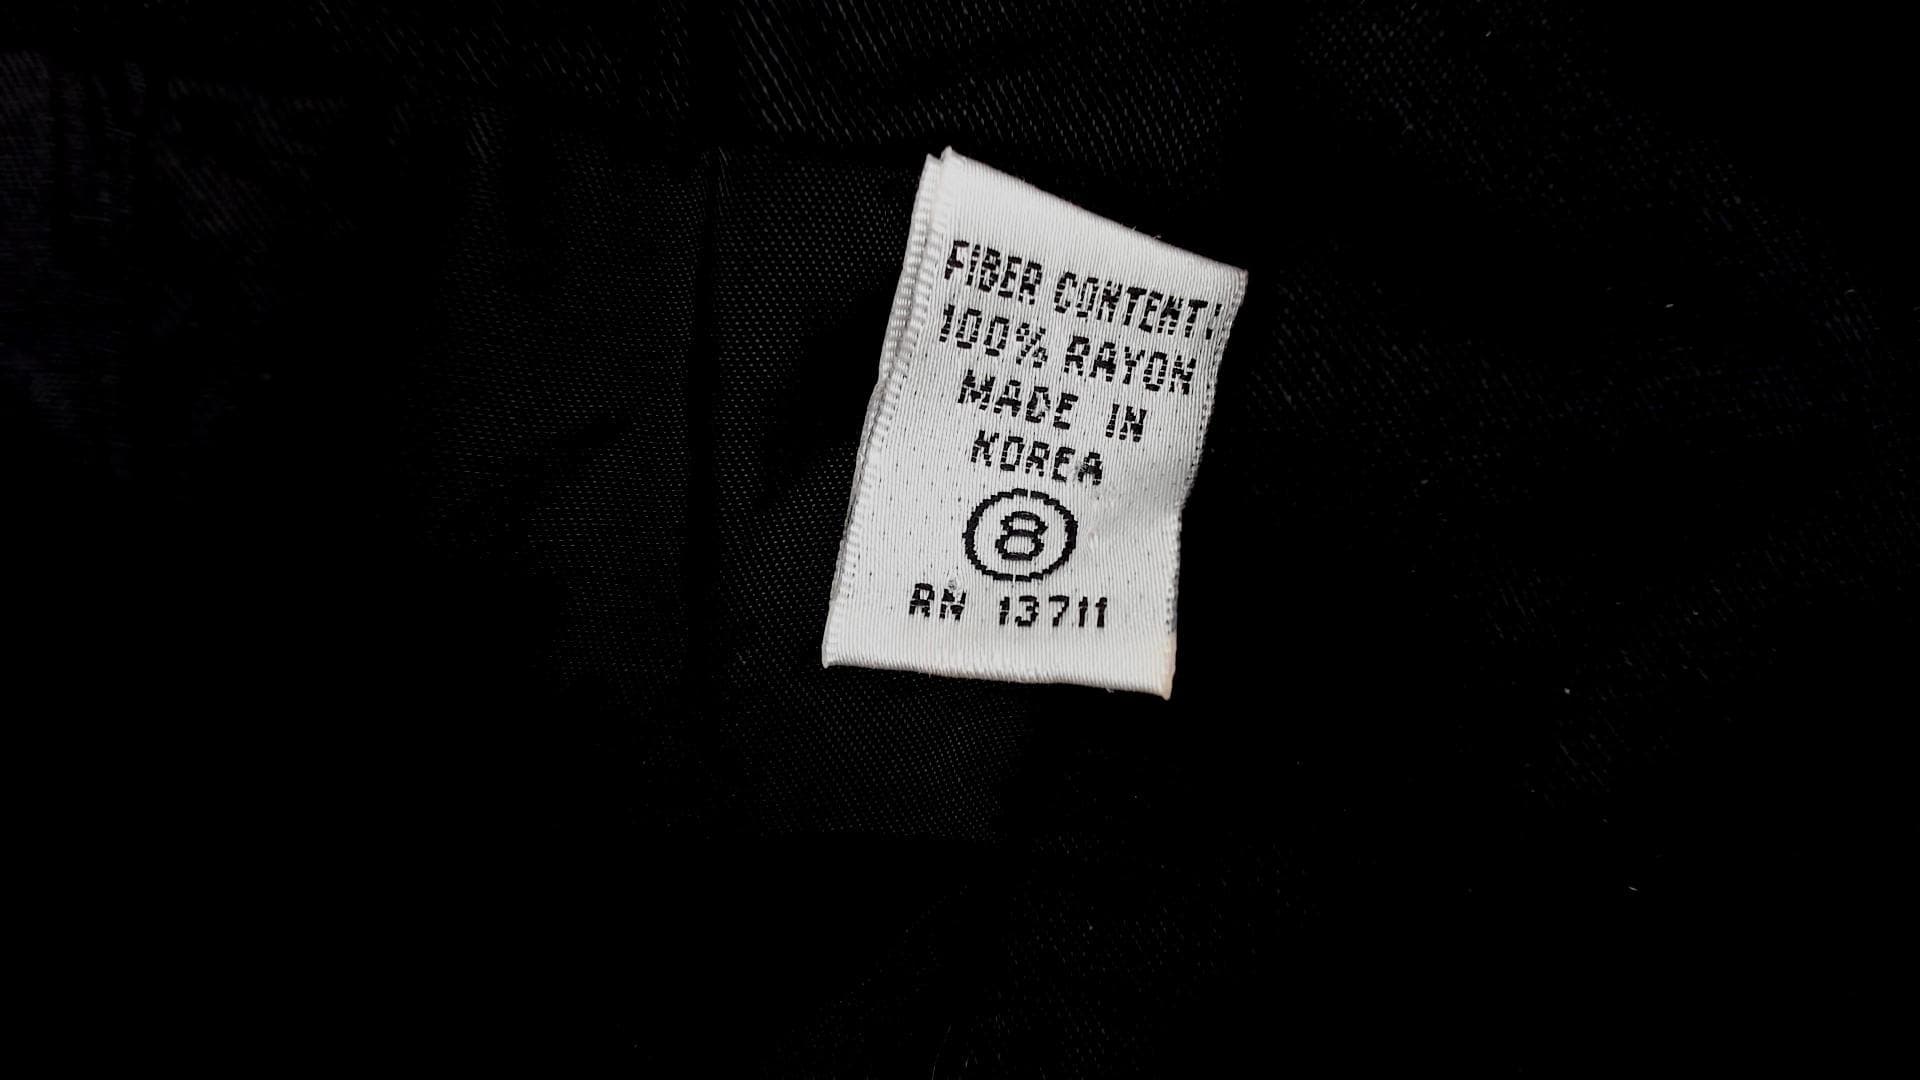 FIBER CONTENT:
100% RAYON
MADE IN
KOREA
8
RN 13711